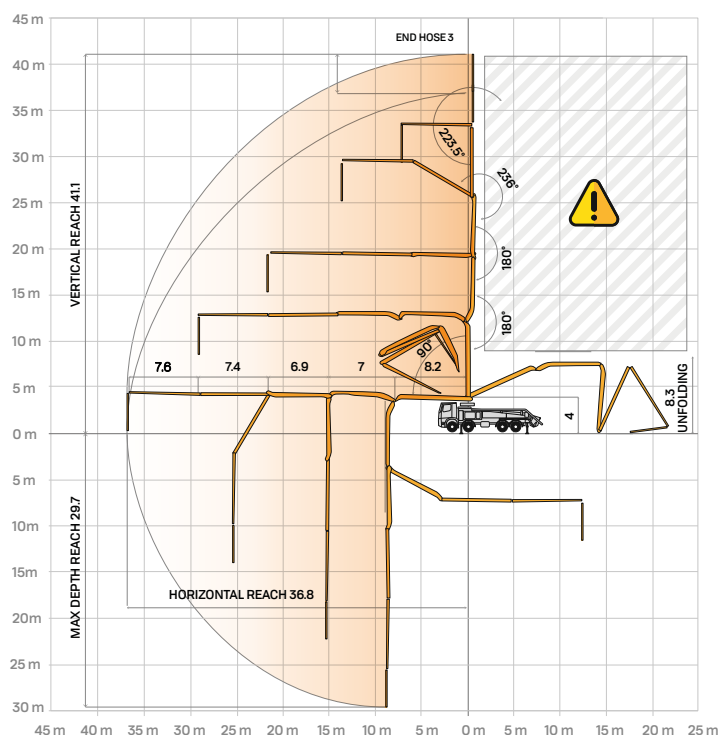 45 m
END HOSE 3
40 m
35 m
223.5°
30 m
236°
25 m
VERTICAL REACH 41.1
20 m
180°
15 m
180°
10 m
90°
7.6
7.4
6.9
7
8.2
5 m
8.3
UNFOLDING
4
0 m
5 m
10 m
MAX DEPTH REACH 29.7
15 m
HORIZONTAL REACH 36.8
20 m
25 m
30 m
45 m 40 m 35 m 30 m 25 m 20 m 15 m 10 m 5 m 0 m 5 m 10 m 15 m 20 m 25 m